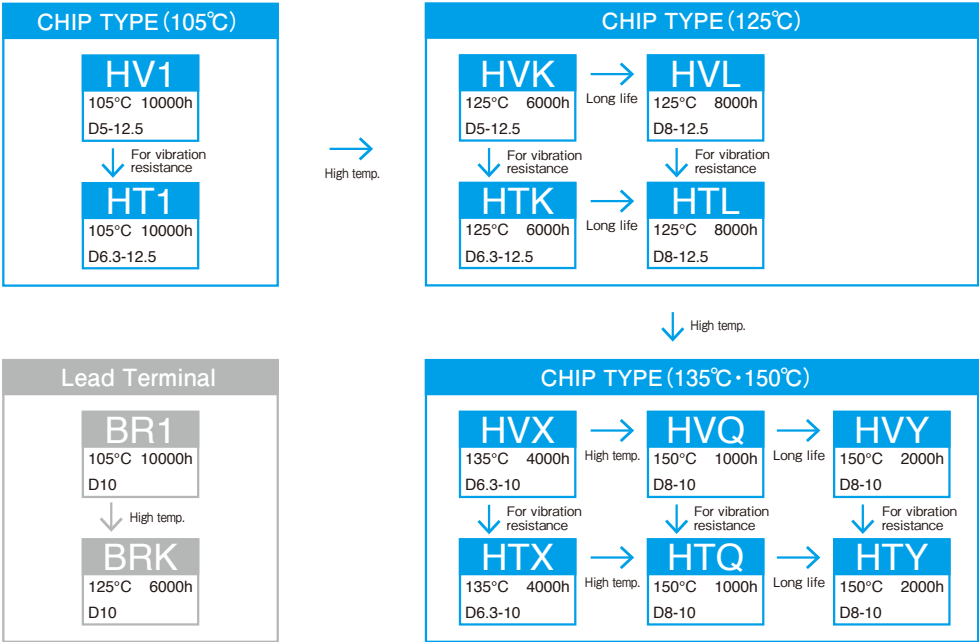 CHIP TYPE(105℃)
HV1
105°C 10000h
D5-12.5
For vibration
resistance
HT1
105°C 10000h
D6.3-12.5
High temp.
CHIP TYPE(125℃)
HVK
125°C 6000h
D5-12.5
Long life
HVL
125°C 8000h
D8-12.5
For vibration
resistance
For vibration
resistance
HTK
125°C 6000h
D6.3-12.5
Long life
HTL
125°C 8000h
D8-12.5
High temp.
Lead Terminal
BR1
105°C 10000h
D10
High temp.
BRK
125°C 6000h
D10
CHIP TYPE(135℃・150℃)
HVX
135°C 4000h
D6.3-10
High temp.
HVQ
150°C 1000h
D8-10
Long life
HVY
150°C 2000h
D8-10
For vibration
resistance
For vibration
resistance
For vibration
resistance
HTX
135°C 4000h
D6.3-10
High temp.
HTQ
150°C 1000h
D8-10
Long life
HTY
150°C 2000h
D8-10